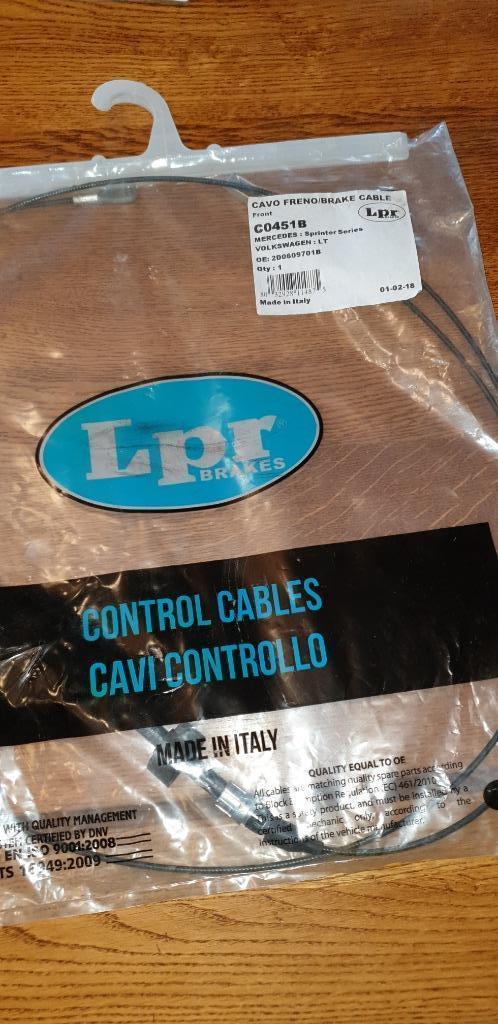 CAVO FRENO/BRAKE CABLE
Front
Lpr
C0451B
MERCEDES : Sprinter Series
VOLKSWAGEN : LT
OE: 2D0609701B
Qty : 1
01-02-18
Made in Italy
Lpr
BRAKES
CONTROL CABLES
CAVI CONTROLLO
MADE IN ITALY
QUALITY EQUAL TO OE
All cables are matching quality spare parts according
to Block Regulation (EC) 461/2010
This is a safety product, and must be installed by a
certified mechanic only, according to the
instructions of the vehicle manufacturer.
WITH QUALITY MANAGEMENT
CERTIFIED BY DNV
EN ISO 9001:2008
TS 16949:2009